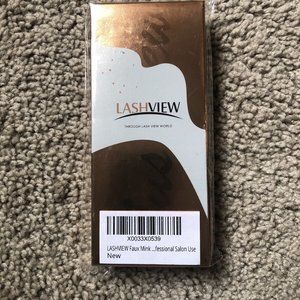 LASHVIEW
THROUGH LASH VIEW WORLD
X0033X0539
LASHVIEW Faux Mink ...fessional Salon Use
New